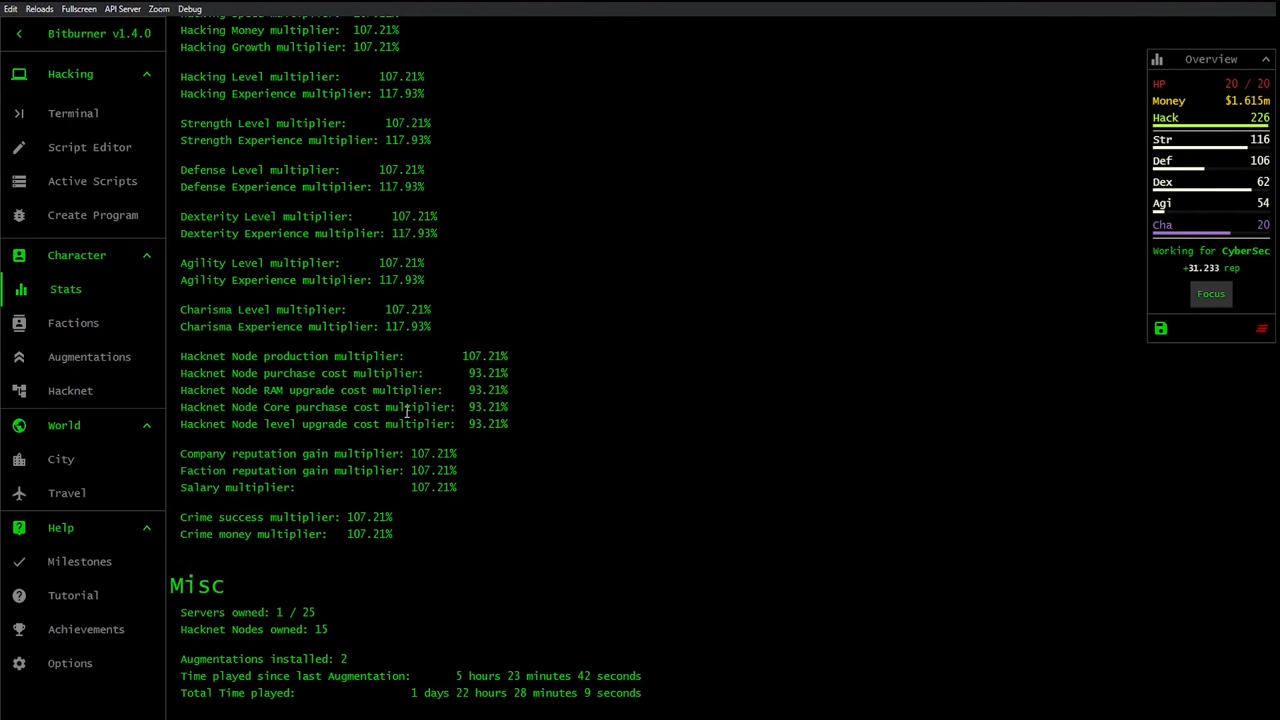 Edit Reloads Fullscreen API Server Zoom Debug
Bitburner v1.4.0
Hacking
Terminal
Script Editor
Active Scripts
Create Program
Character
Stats
Factions
Augmentations
Hacknet
World
City
Travel
Help
Milestones
Tutorial
Achievements
Options
Hacking Speed multiplier: 107.21%
Hacking Money multiplier: 107.21%
Hacking Growth multiplier: 107.21%
Hacking Level multiplier: 107.21%
Hacking Experience multiplier: 117.93%
Strength Level multiplier: 107.21%
Strength Experience multiplier: 117.93%
Defense Level multiplier: 107.21%
Defense Experience multiplier: 117.93%
Dexterity Level multiplier: 107.21%
Dexterity Experience multiplier: 117.93%
Agility Level multiplier: 107.21%
Agility Experience multiplier: 117.93%
Charisma Level multiplier: 107.21%
Charisma Experience multiplier: 117.93%
Hacknet Node production multiplier: 107.21%
Hacknet Node purchase cost multiplier: 93.21%
Hacknet Node RAM upgrade cost multiplier: 93.21%
Hacknet Node Core purchase cost multiplier: 93.21%
Hacknet Node level upgrade cost multiplier: 93.21%
Company reputation gain multiplier: 107.21%
Faction reputation gain multiplier: 107.21%
Salary multiplier: 107.21%
Crime success multiplier: 107.21%
Crime money multiplier: 107.21%
Misc
Servers owned: 1 / 25
Hacknet Nodes owned: 15
Augmentations installed: 2
Time played since last Augmentation: 5 hours 23 minutes 42 seconds
Total Time played: 1 days 22 hours 28 minutes 9 seconds
Overview
HP 20 / 20
Money $1.615m
Hack 226
Str 116
Def 106
Dex 62
Agi 54
Cha 20
Working for CyberSec
+31.233 rep
Focus